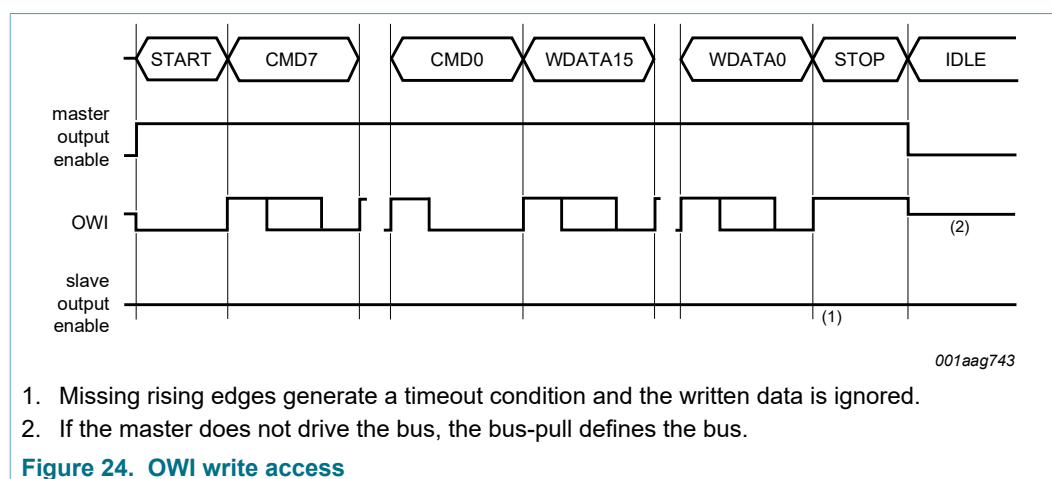 START CMD7 CMD0 WDATA15 WDATA0 STOP IDLE
master
output
enable
OWI
(2)
slave
output
enable
(1)
001aag743
1. Missing rising edges generate a timeout condition and the written data is ignored.
2. If the master does not drive the bus, the bus-pull defines the bus.
Figure 24. OWI write access